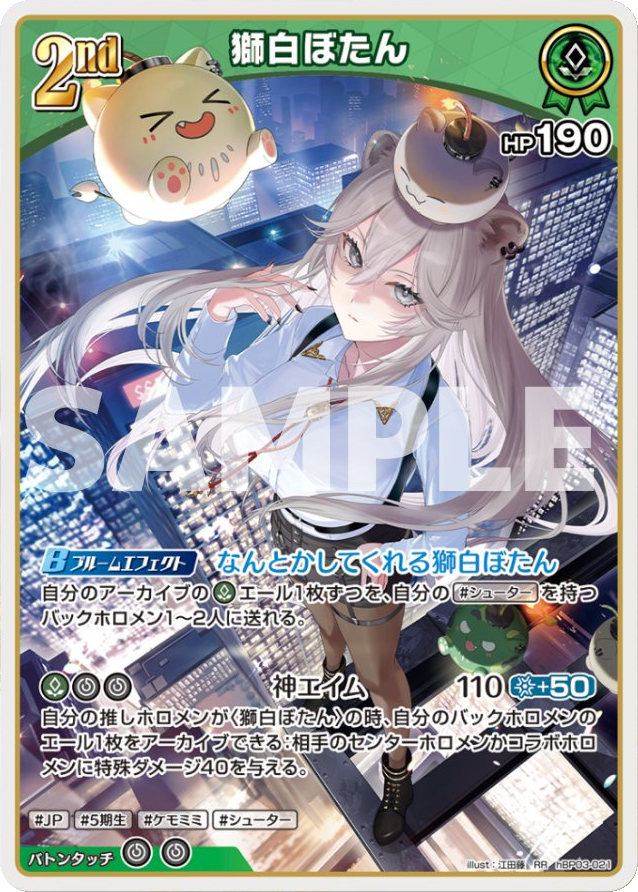 2nd
獅白ぼたん
HP190
SAMPLE
Bブルームエフェクト なんとかしてくれる獅白ぼたん
自分のアーカイブのエール1枚ずつを、自分の#シューターを持つ
バックホロメン1～2人に送れる。
神エイム 110 +50
自分の推しホロメンが〈獅白ぼたん〉の時、自分のバックホロメンの
エール1枚をアーカイブできる:相手のセンターホロメンかコラボホロ
メンに特殊ダメージ40を与える。
#JP #5期生 #ケモミミ #シューター
バトンタッチ
illust:江田藤 RR hBP03-021